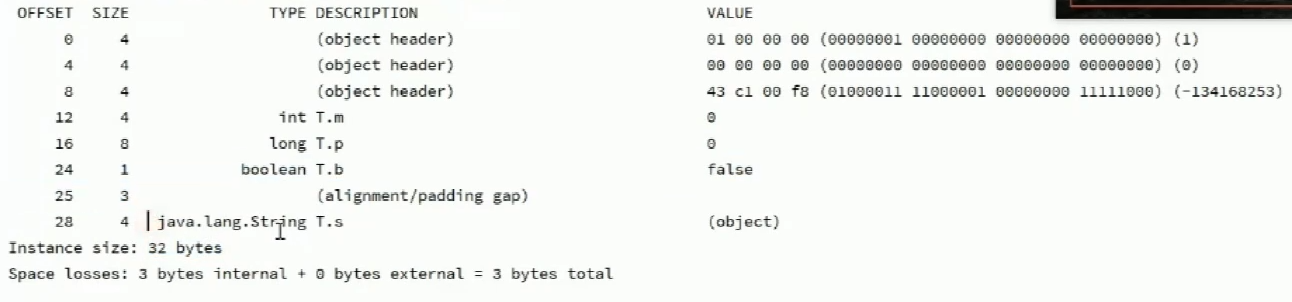 OFFSET SIZE TYPE DESCRIPTION VALUE
0 4 (object header) 01 00 00 00 (00000001 00000000 00000000 00000000) (1)
4 4 (object header) 00 00 00 00 (00000000 00000000 00000000 00000000) (0)
8 4 (object header) 43 c1 00 f8 (01000011 11000001 00000000 11111000) (-134168253)
12 4 int T.m 0
16 8 long T.p 0
24 1 boolean T.b false
25 3 (alignment/padding gap)
28 4 java.lang.String T.s (object)
Instance size: 32 bytes
Space losses: 3 bytes internal + 0 bytes external = 3 bytes total